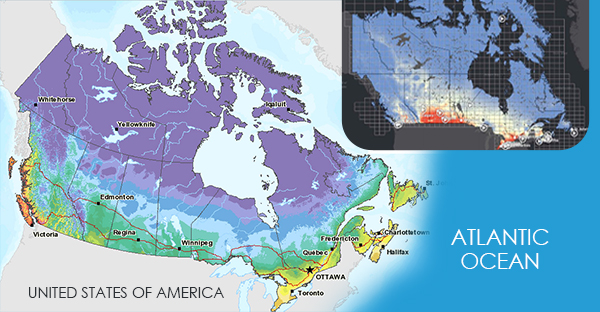 Whitehorse
Yellowknife
Iqaluit
Edmonton
St. J
Victoria
Regina
Winnipeg
Fredericton
Charlottetown
Québec
Halifax
OTTAWA
Toronto
ATLANTIC
OCEAN
UNITED STATES OF AMERICA